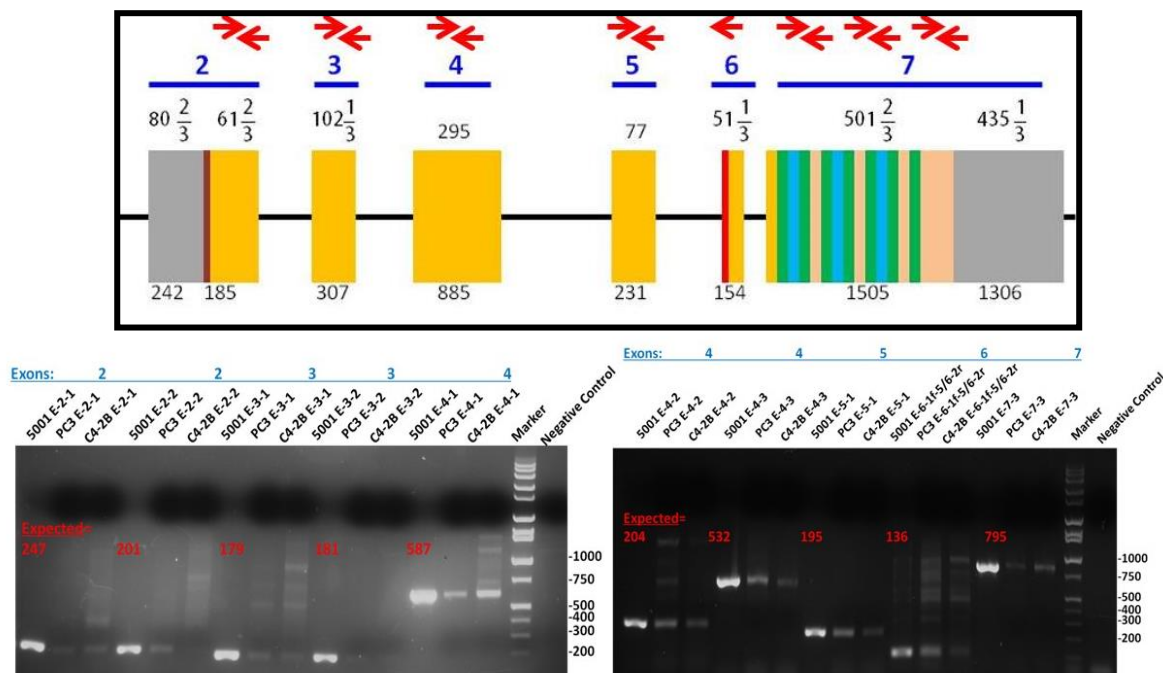 2 3 4 5 6 7
80 2/3 61 2/3 102 1/3 295 77 51 1/3 501 2/3 435 1/3
242 185 307 885 231 154 1505 1306
Exons: 2 2 3 3 4
5001 E-2-1 PC3 E-2-1 C4-2B E-2-1 5001 E-2-2 PC3 E-2-2 C4-2B E-2-2 5001 E-3-1 PC3 E-3-1 C4-2B E-3-1 5001 E-3-2 PC3 E-3-2 C4-2B E-3-2 5001 E-4-1 PC3 E-4-1 C4-2B E-4-1 Marker Negative Control
Expected=
247 201 179 181 587
-1000
-750
-500
-400
-300
-200
Exons: 4 4 5 6 7
5001 E-4-2 PC3 E-4-2 C4-2B E-4-2 5001 E-4-3 PC3 E-4-3 C4-2B E-4-3 5001 E-5-1 PC3 E-5-1 C4-2B E-5-1 5001 E-6-1f-5/6-2r PC3 E-6-1f-5/6-2r C4-2B E-6-1f-5/6-2r 5001 E-7-3 PC3 E-7-3 C4-2B E-7-3 Marker Negative Control
Expected=
204 532 195 136 795
-1000
-750
-500
-400
-300
-200